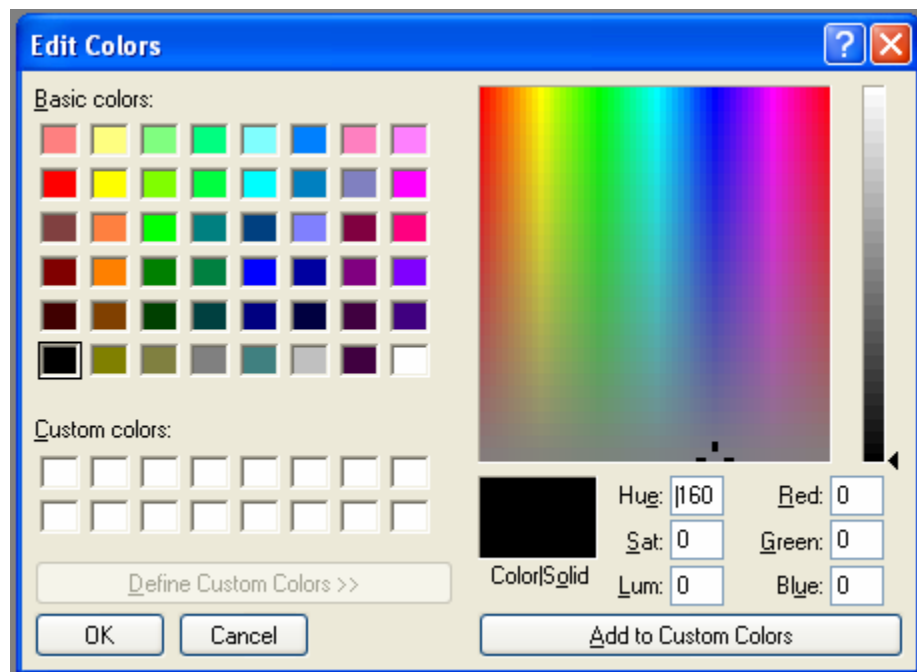 Edit Colors
Basic colors:
Custom colors:
Define Custom Colors >>
OK Cancel
Color|Solid
Hue: 160 Red: 0
Sat: 0 Green: 0
Lum: 0 Blue: 0
Add to Custom Colors